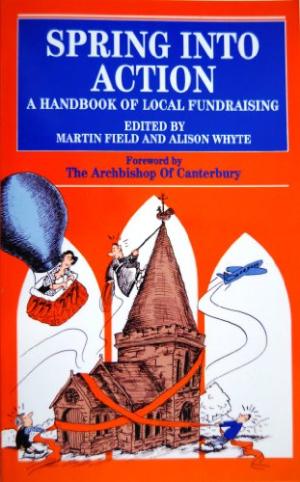 SPRING INTO
ACTION
A HANDBOOK OF LOCAL FUNDRAISING
EDITED BY
MARTIN FIELD AND ALISON WHYTE
Foreword by
The Archbishop Of Canterbury